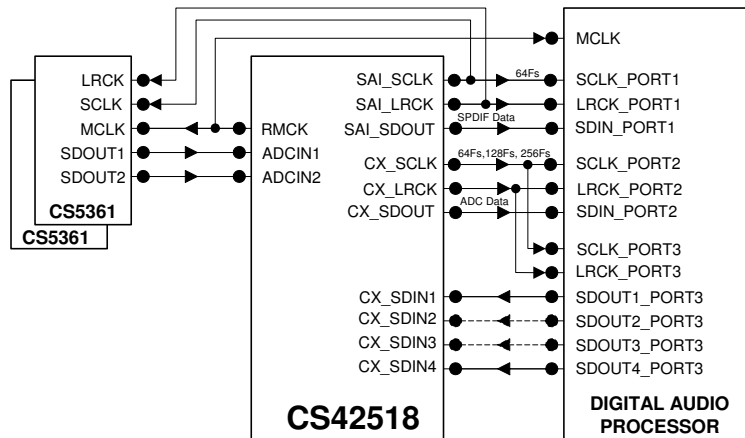 MCLK
LRCK
SAI_SCLK
64Fs
SCLK_PORT1
SCLK
SAI_LRCK
LRCK_PORT1
MCLK
RMCK
SAI_SDOUT
SPDIF Data
SDIN_PORT1
SDOUT1
ADCIN1
CX_SCLK
64Fs,128Fs, 256Fs
SCLK_PORT2
SDOUT2
ADCIN2
CX_LRCK
LRCK_PORT2
CS5361
CX_SDOUT
ADC Data
SDIN_PORT2
CS5361
SCLK_PORT3
LRCK_PORT3
CX_SDIN1
SDOUT1_PORT3
CX_SDIN2
SDOUT2_PORT3
CX_SDIN3
SDOUT3_PORT3
CX_SDIN4
SDOUT4_PORT3
CS42518
DIGITAL AUDIO
PROCESSOR